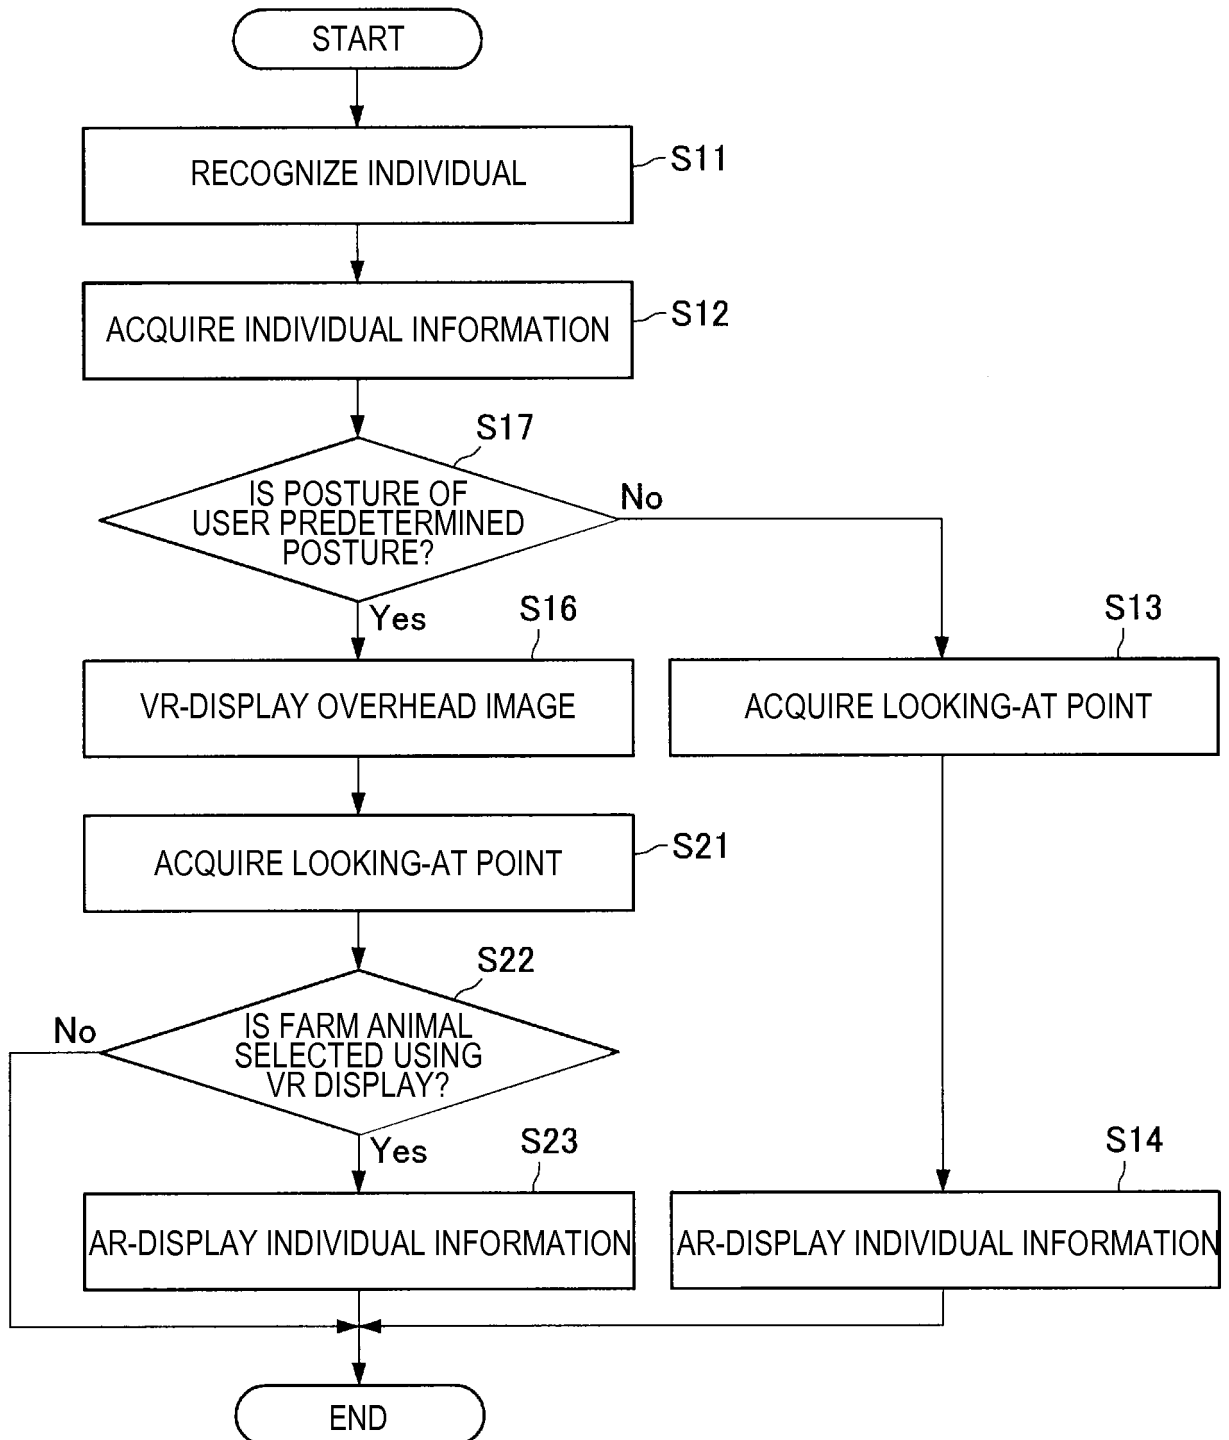 START
RECOGNIZE INDIVIDUAL
S11
ACQUIRE INDIVIDUAL INFORMATION
S12
S17
IS POSTURE OF
USER PREDETERMINED
POSTURE?
No
Yes
S16
VR-DISPLAY OVERHEAD IMAGE
S13
ACQUIRE LOOKING-AT POINT
ACQUIRE LOOKING-AT POINT
S21
S22
No
IS FARM ANIMAL
SELECTED USING
VR DISPLAY?
Yes
S23
AR-DISPLAY INDIVIDUAL INFORMATION
S14
AR-DISPLAY INDIVIDUAL INFORMATION
END